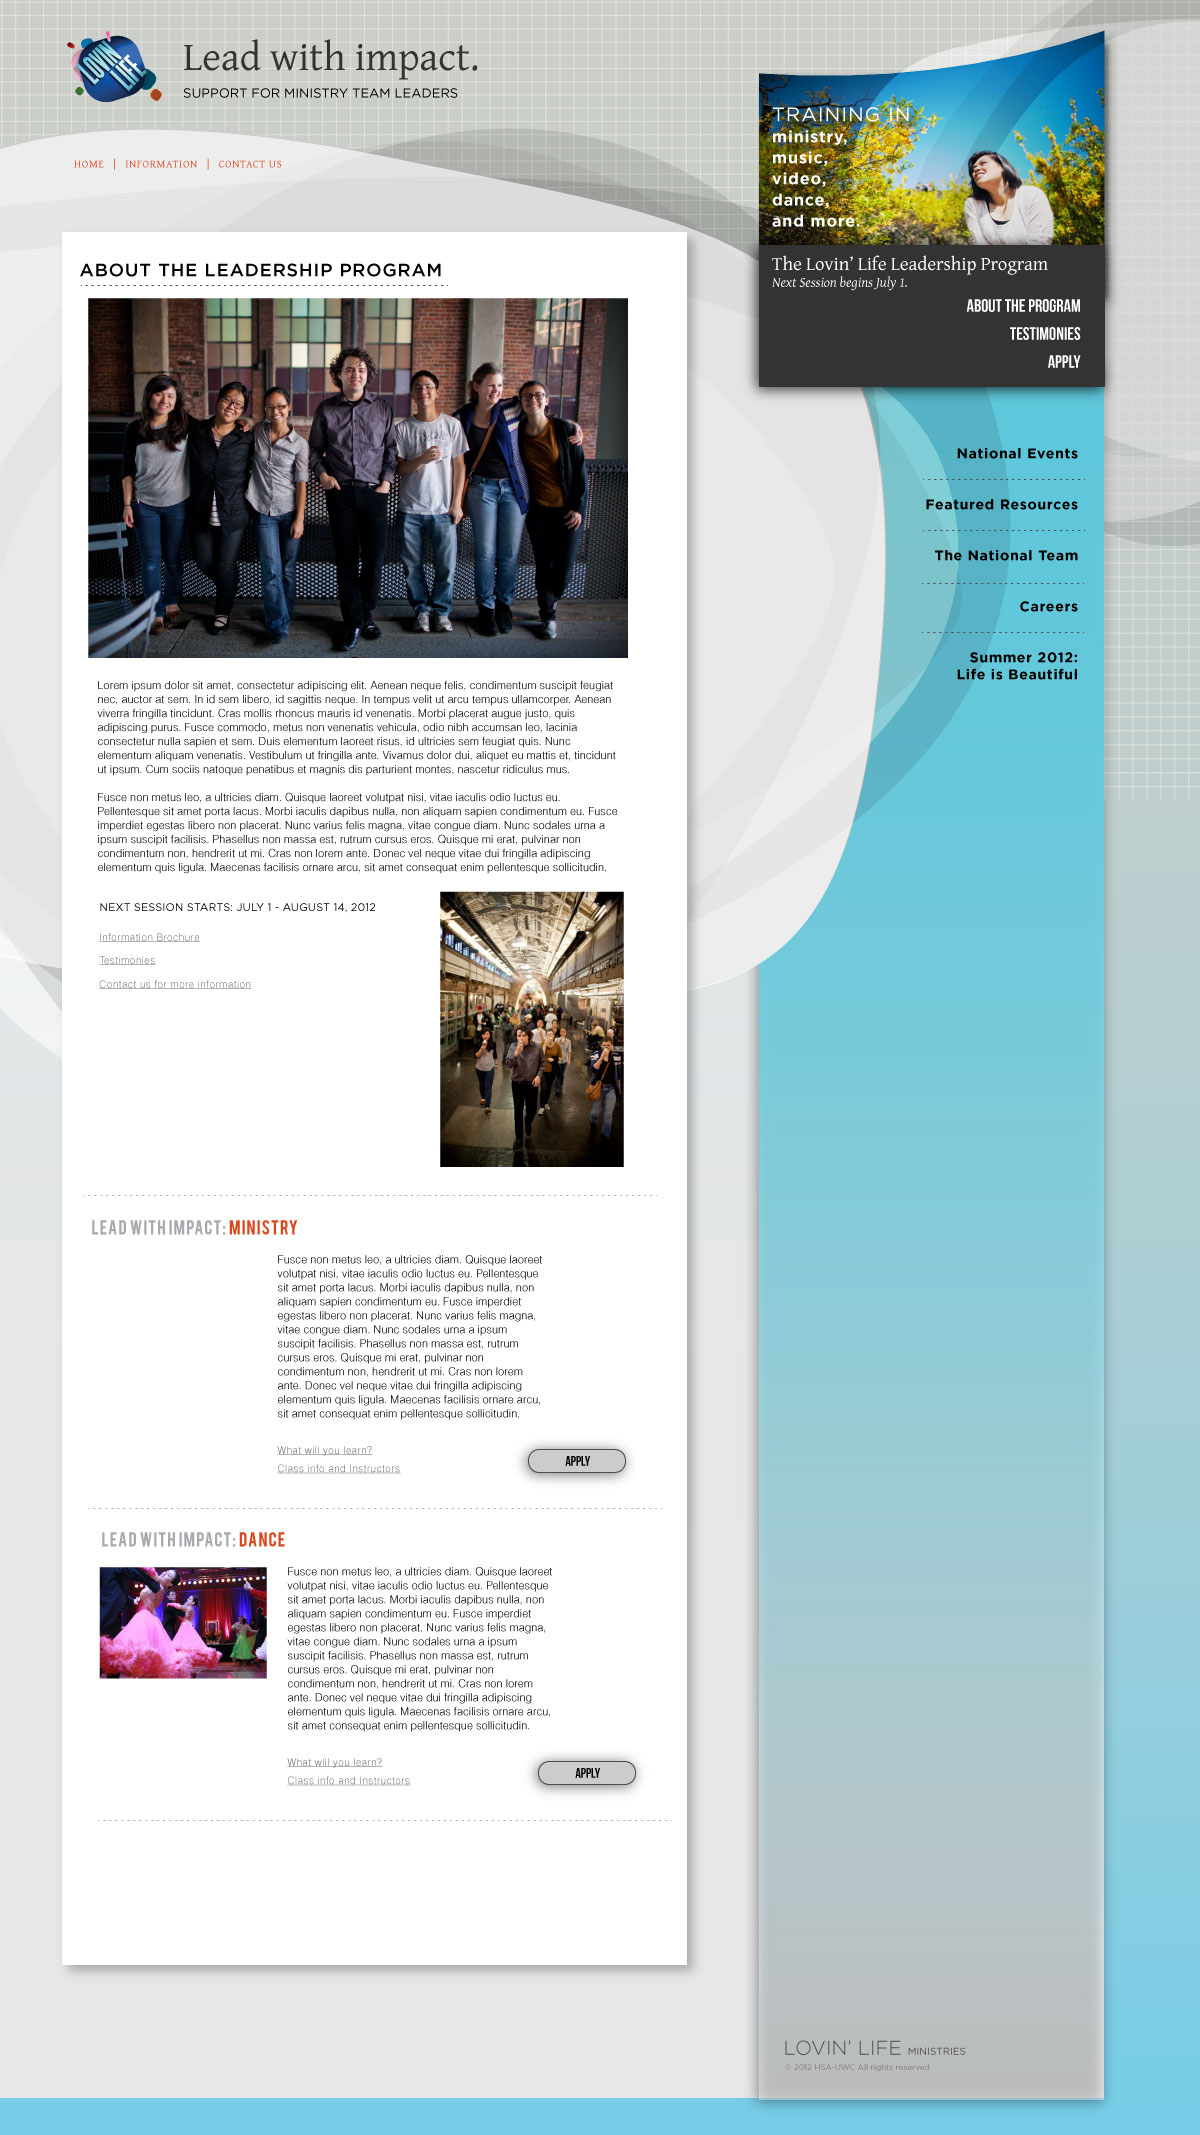 LOVIN' LIFE
Lead with impact.
SUPPORT FOR MINISTRY TEAM LEADERS
HOME | INFORMATION | CONTACT US
TRAINING IN
ministry,
music,
video,
dance,
and more.
The Lovin' Life Leadership Program
Next Session begins July 1.
ABOUT THE PROGRAM
TESTIMONIES
APPLY
National Events
Featured Resources
The National Team
Careers
Summer 2012:
Life is Beautiful
ABOUT THE LEADERSHIP PROGRAM
Lorem ipsum dolor sit amet, consectetur adipiscing elit. Aenean neque felis, condimentum suscipit feugiat
nec, auctor at sem. In id sem libero, id sagittis neque. In tempus velit ut arcu tempus ullamcorper. Aenean
viverra fringilla tincidunt. Cras mollis rhoncus mauris id venenatis. Morbi placerat augue justo, quis
adipiscing purus. Fusce commodo, metus non venenatis vehicula, odio nibh accumsan leo, lacinia
consectetur nulla sapien et sem. Duis elementum laoreet risus, id ultricies sem feugiat quis. Nunc
elementum aliquam venenatis. Vestibulum ut fringilla ante. Vivamus dolor dui, aliquet eu mattis et, tincidunt
ut ipsum. Cum sociis natoque penatibus et magnis dis parturient montes, nascetur ridiculus mus.
Fusce non metus leo, a ultricies diam. Quisque laoreet volutpat nisi, vitae iaculis odio luctus eu.
Pellentesque sit amet porta lacus. Morbi iaculis dapibus nulla, non aliquam sapien condimentum eu. Fusce
imperdiet egestas libero non placerat. Nunc varius felis magna, vitae congue diam. Nunc sodales urna a
ipsum suscipit facilisis. Phasellus non massa est, rutrum cursus eros. Quisque mi erat, pulvinar non
condimentum non, hendrerit ut mi. Cras non lorem ante. Donec vel neque vitae dui fringilla adipiscing
elementum quis ligula. Maecenas facilisis ornare arcu, sit amet consequat enim pellentesque sollicitudin.
NEXT SESSION STARTS: JULY 1 - AUGUST 14, 2012
Information Brochure
Testimonies
Contact us for more information
LEAD WITH IMPACT: MINISTRY
Fusce non metus leo, a ultricies diam. Quisque laoreet
volutpat nisi, vitae iaculis odio luctus eu. Pellentesque
sit amet porta lacus. Morbi iaculis dapibus nulla, non
aliquam sapien condimentum eu. Fusce imperdiet
egestas libero non placerat. Nunc varius felis magna,
vitae congue diam. Nunc sodales urna a ipsum
suscipit facilisis. Phasellus non massa est, rutrum
cursus eros. Quisque mi erat, pulvinar non
condimentum non, hendrerit ut mi. Cras non lorem
ante. Donec vel neque vitae dui fringilla adipiscing
elementum quis ligula. Maecenas facilisis ornare arcu,
sit amet consequat enim pellentesque sollicitudin.
What will you learn?
Class info and Instructors
APPLY
LEAD WITH IMPACT: DANCE
Fusce non metus leo, a ultricies diam. Quisque laoreet
volutpat nisi, vitae iaculis odio luctus eu. Pellentesque
sit amet porta lacus. Morbi iaculis dapibus nulla, non
aliquam sapien condimentum eu. Fusce imperdiet
egestas libero non placerat. Nunc varius felis magna,
vitae congue diam. Nunc sodales urna a ipsum
suscipit facilisis. Phasellus non massa est, rutrum
cursus eros. Quisque mi erat, pulvinar non
condimentum non, hendrerit ut mi. Cras non lorem
ante. Donec vel neque vitae dui fringilla adipiscing
elementum quis ligula. Maecenas facilisis ornare arcu,
sit amet consequat enim pellentesque sollicitudin.
What will you learn?
Class info and Instructors
APPLY
LOVIN' LIFE MINISTRIES
© 2012 HSA-UWC All rights reserved